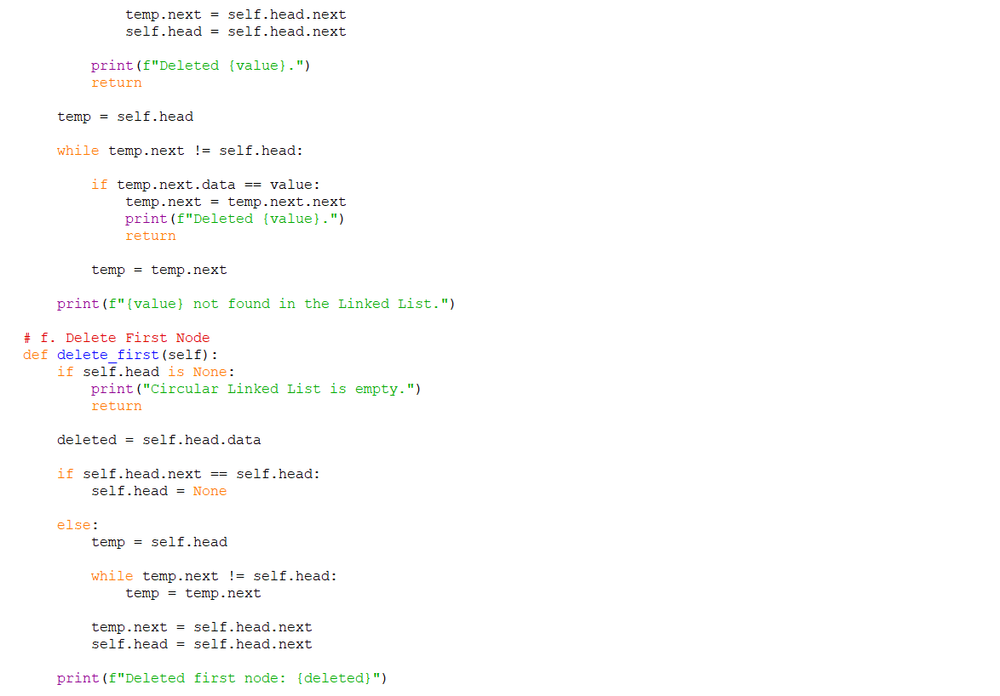 temp.next = self.head.next
            self.head = self.head.next

        print(f"Deleted {value}.")
        return

    temp = self.head

    while temp.next != self.head:

        if temp.next.data == value:
            temp.next = temp.next.next
            print(f"Deleted {value}.")
            return

        temp = temp.next

    print(f"{value} not found in the Linked List.")

# f. Delete First Node
def delete_first(self):
    if self.head is None:
        print("Circular Linked List is empty.")
        return

    deleted = self.head.data

    if self.head.next == self.head:
        self.head = None

    else:
        temp = self.head

        while temp.next != self.head:
            temp = temp.next

        temp.next = self.head.next
        self.head = self.head.next

    print(f"Deleted first node: {deleted}")